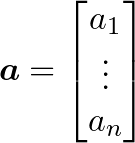 a = [a₁
⋮
aₙ]